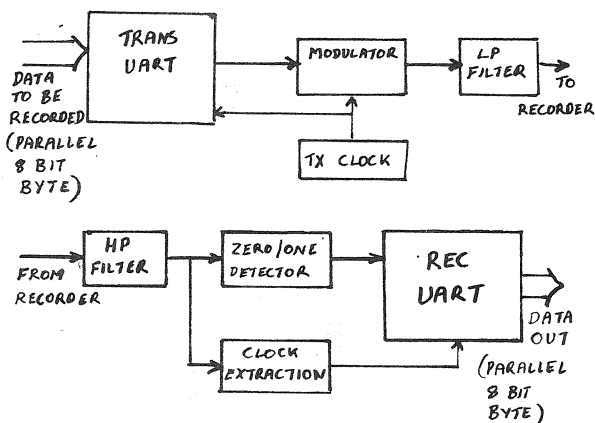 TRANS
UART
MODULATOR
LP
FILTER
TO
RECORDER
DATA
TO BE
RECORDED
(PARALLEL
8 BIT
BYTE)
TX CLOCK
HP
FILTER
FROM
RECORDER
ZERO/ONE
DETECTOR
REC
UART
CLOCK
EXTRACTION
DATA
OUT
(PARALLEL
8 BIT
BYTE)